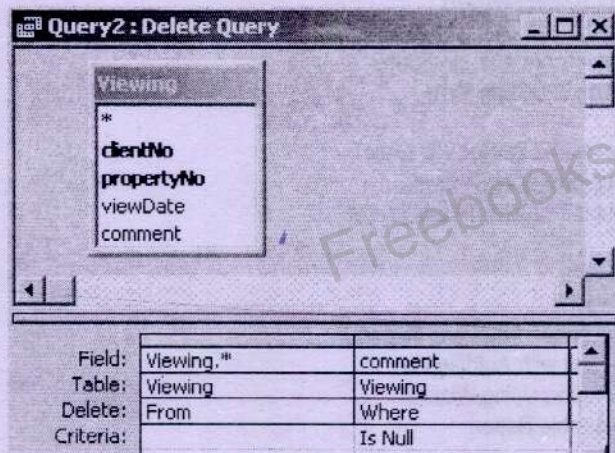 Query2 : Delete Query
Viewing
*
clientNo
propertyNo
viewDate
comment
Freebooks
Field: Viewing.* comment
Table: Viewing Viewing
Delete: From Where
Criteria: Is Null